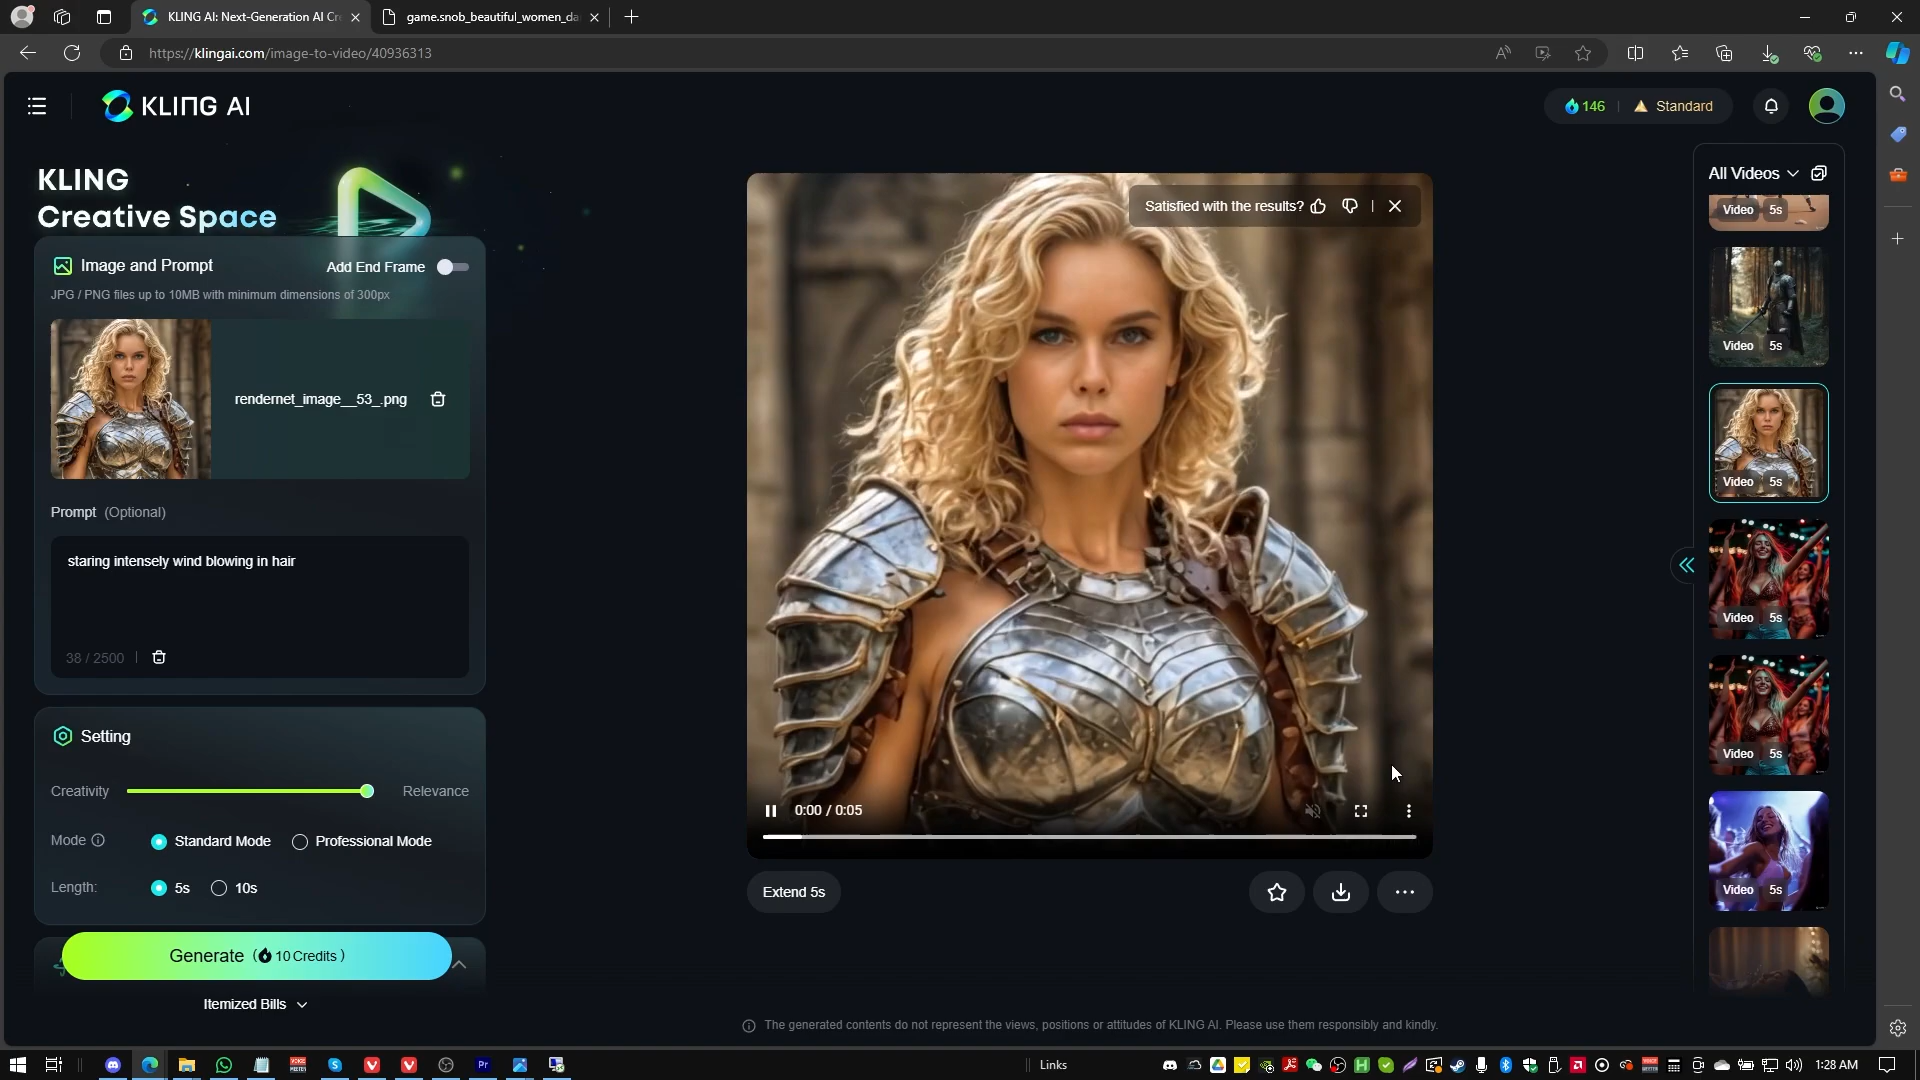 KLING AI: Next-Generation AI Cr
game.snob_beautiful_women_da
https://klingai.com/image-to-video/40936313
KLING AI
146
Standard
KLING
Creative Space
Image and Prompt
Add End Frame
JPG / PNG files up to 10MB with minimum dimensions of 300px
rendernet_image__53_.png
Prompt (Optional)
staring intensely wind blowing in hair
38 / 2500
Setting
Creativity
Relevance
Mode
Standard Mode
Professional Mode
Length:
5s
10s
Generate ( 10 Credits )
Itemized Bills
Satisfied with the results?
0:00 / 0:05
Extend 5s
The generated contents do not represent the views, positions or attitudes of KLING AI. Please use them responsibly and kindly.
All Videos
Video 5s
Video 5s
Video 5s
Video 5s
Video 5s
Video 5s
Links
1:28 AM